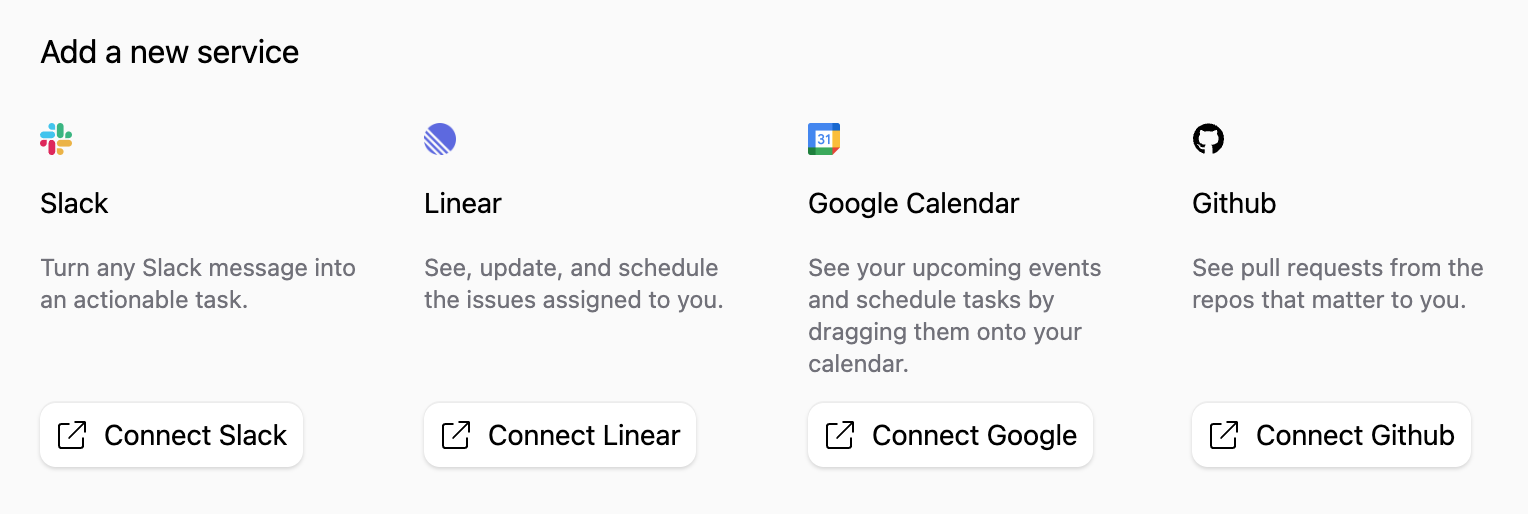 Add a new service
31
Slack
Turn any Slack message into
an actionable task.
Connect Slack
Linear
See, update, and schedule
the issues assigned to you.
Connect Linear
Google Calendar
See your upcoming events
and schedule tasks by
dragging them onto your
calendar.
Connect Google
Github
See pull requests from the
repos that matter to you.
Connect Github